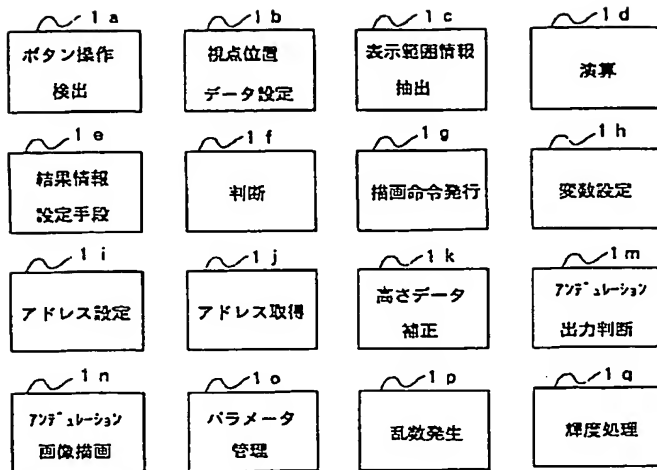 1a
1b
1c
1d
ボタン操作
検出
視点位置
データ設定
表示範囲情報
抽出
演算
1e
1f
1g
1h
結果情報
設定手段
判断
描画命令発行
変数設定
1i
1j
1k
1m
アドレス設定
アドレス取得
高さデータ
補正
アンデュレーション
出力判断
1n
1o
1p
1q
アンデュレーション
画像描画
パラメータ
管理
乱数発生
輝度処理